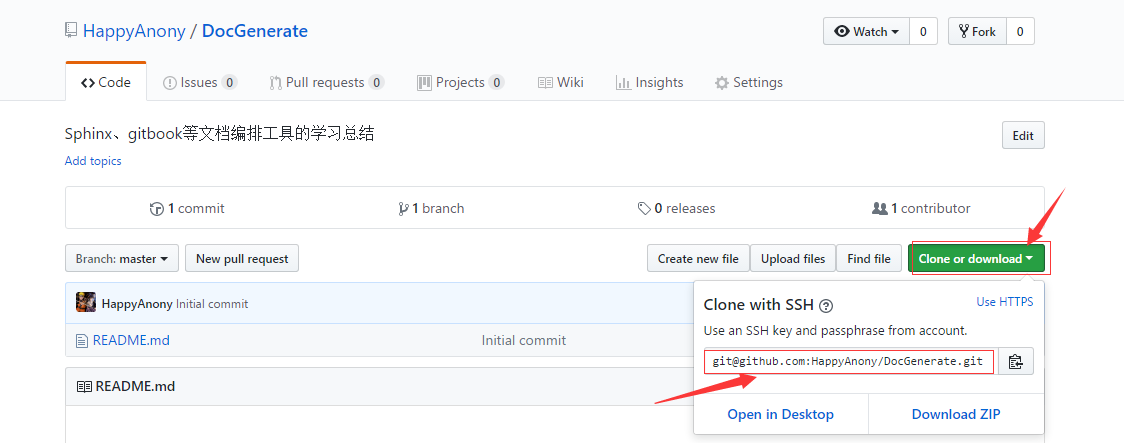 HappyAnony / DocGenerate
Watch 0 Fork 0
Code Issues 0 Pull requests 0 Projects 0 Wiki Insights Settings
Sphinx、gitbook等文档编排工具的学习总结
Edit
Add topics
1 commit 1 branch 0 releases 1 contributor
Branch: master New pull request Create new file Upload files Find file Clone or download
HappyAnony Initial commit
README.md Initial commit
README.md
Clone with SSH ? Use HTTPS
Use an SSH key and passphrase from account.
git@github.com:HappyAnony/DocGenerate.git
Open in Desktop Download ZIP